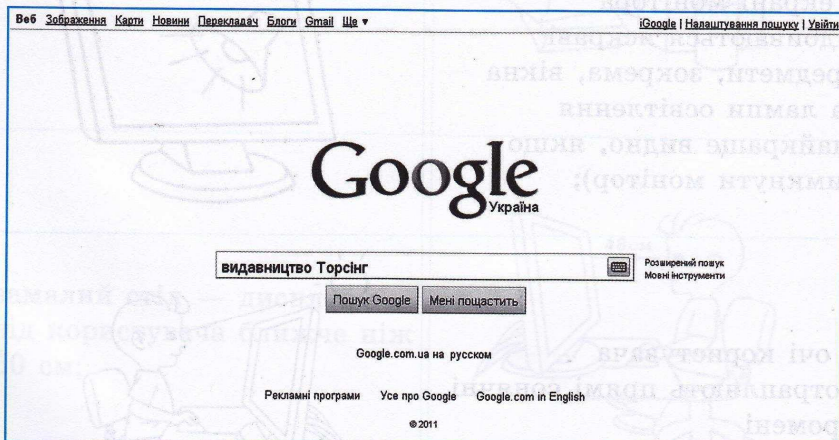 Веб Зображення Карти Новини Перекладач Блоги Gmail Ще ▼ iGoogle | Налаштування пошуку | Увійти
Google
Україна
видавництво Торсінг
Розширений пошук
Мовні інструменти
Пошук Google Мені пощастить
Google.com.ua на русском
Рекламні програми Усе про Google Google.com in English
© 2011